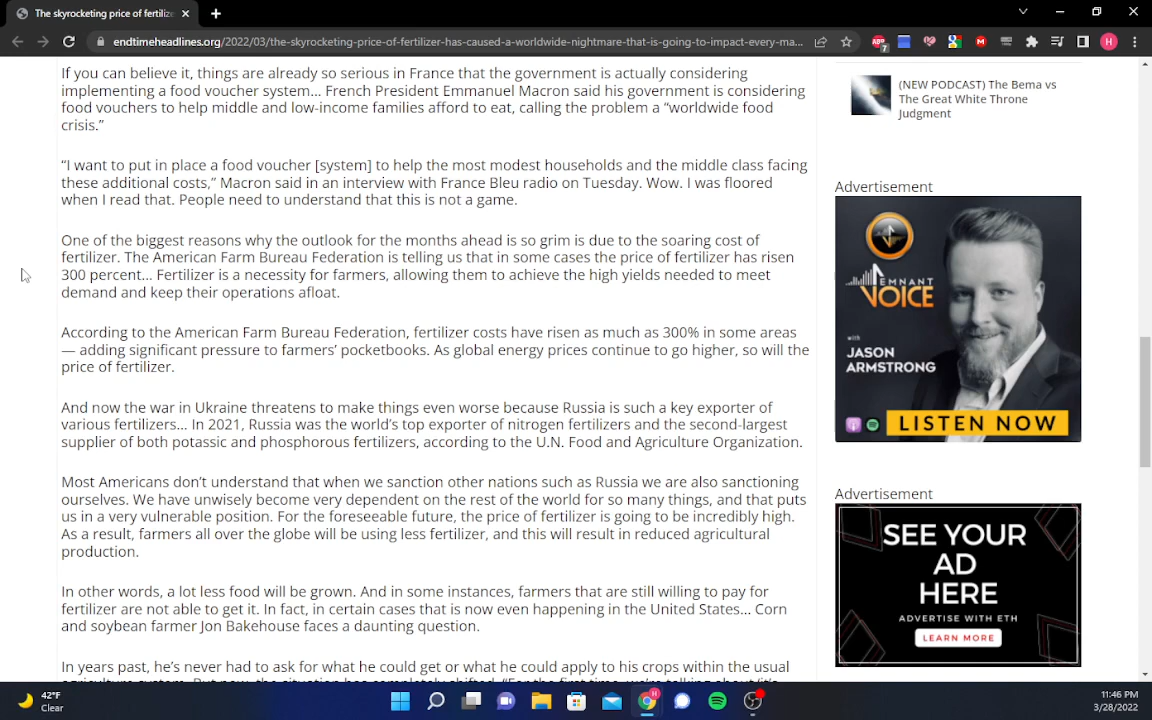 The skyrocketing price of fertiliz
endtimeheadlines.org/2022/03/the-skyrocketing-price-of-fertilizer-has-caused-a-worldwide-nightmare-that-is-going-to-impact-every-ma...
If you can believe it, things are already so serious in France that the government is actually considering
implementing a food voucher system... French President Emmanuel Macron said his government is considering
food vouchers to help middle and low-income families afford to eat, calling the problem a “worldwide food
crisis.”
“I want to put in place a food voucher [system] to help the most modest households and the middle class facing
these additional costs,” Macron said in an interview with France Bleu radio on Tuesday. Wow. I was floored
when I read that. People need to understand that this is not a game.
One of the biggest reasons why the outlook for the months ahead is so grim is due to the soaring cost of
fertilizer. The American Farm Bureau Federation is telling us that in some cases the price of fertilizer has risen
300 percent... Fertilizer is a necessity for farmers, allowing them to achieve the high yields needed to meet
demand and keep their operations afloat.
According to the American Farm Bureau Federation, fertilizer costs have risen as much as 300% in some areas
— adding significant pressure to farmers’ pocketbooks. As global energy prices continue to go higher, so will the
price of fertilizer.
And now the war in Ukraine threatens to make things even worse because Russia is such a key exporter of
various fertilizers... In 2021, Russia was the world’s top exporter of nitrogen fertilizers and the second-largest
supplier of both potassic and phosphorous fertilizers, according to the U.N. Food and Agriculture Organization.
Most Americans don’t understand that when we sanction other nations such as Russia we are also sanctioning
ourselves. We have unwisely become very dependent on the rest of the world for so many things, and that puts
us in a very vulnerable position. For the foreseeable future, the price of fertilizer is going to be incredibly high.
As a result, farmers all over the globe will be using less fertilizer, and this will result in reduced agricultural
production.
In other words, a lot less food will be grown. And in some instances, farmers that are still willing to pay for
fertilizer are not able to get it. In fact, in certain cases that is now even happening in the United States... Corn
and soybean farmer Jon Bakehouse faces a daunting question.
In years past, he’s never had to ask for what he could get or what he could apply to his crops within the usual
(NEW PODCAST) The Bema vs
The Great White Throne
Judgment
Advertisement
EMNANT
VOICE
with
JASON
ARMSTRONG
LISTEN NOW
Advertisement
SEE YOUR
AD
HERE
ADVERTISE WITH ETH
LEARN MORE
42°F
Clear
11:46 PM
3/28/2022